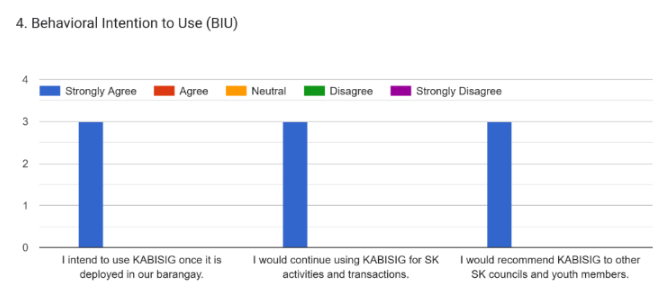 4. Behavioral Intention to Use (BIU)
4
Strongly Agree Agree Neutral Disagree Strongly Disagree
3
2
1
0
I intend to use KABISIG once it is
deployed in our barangay.
I would continue using KABISIG for SK
activities and transactions.
I would recommend KABISIG to other
SK councils and youth members.